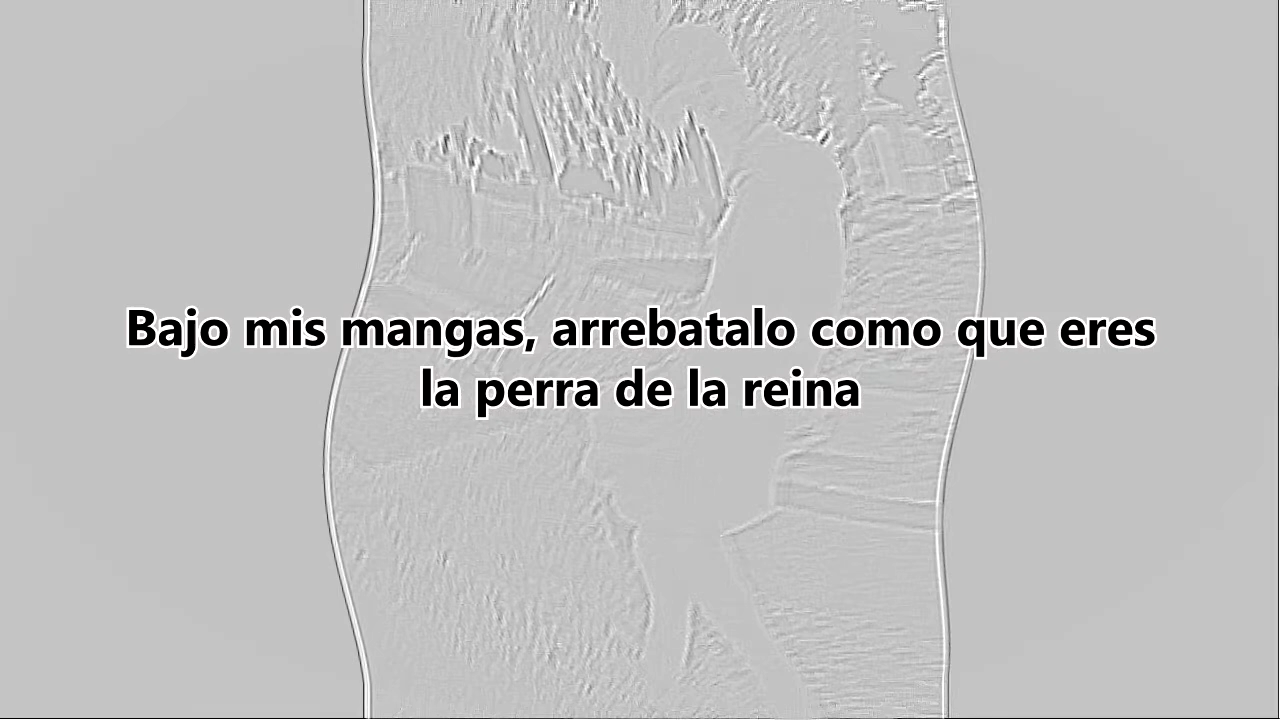 Bajo mis mangas, arrebatalo como que eres
la perra de la reina